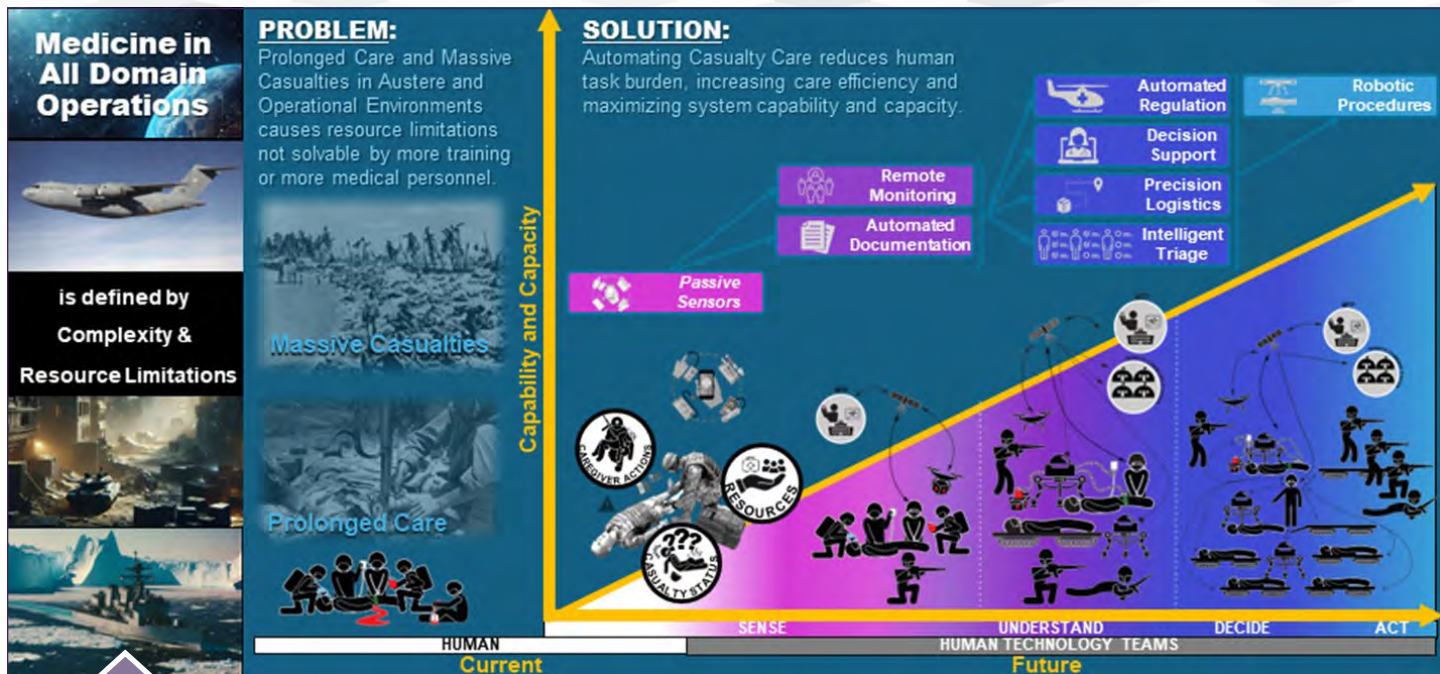 Medicine in
All Domain
Operations
is defined by
Complexity &
Resource Limitations
PROBLEM:
Prolonged Care and Massive
Casualties in Austere and
Operational Environments
causes resource limitations
not solvable by more training
or more medical personnel.
Massive Casualties
Prolonged Care
Capability and Capacity
SOLUTION:
Automating Casualty Care reduces human
task burden, increasing care efficiency and
maximizing system capability and capacity.
Passive
Sensors
Remote
Monitoring
Automated
Documentation
Automated
Regulation
Decision
Support
Precision
Logistics
Intelligent
Triage
Robotic
Procedures
CAREGIVER ACTIONS
RESOURCES
???
CASUALTY STATUS
SENSE
UNDERSTAND
DECIDE
ACT
HUMAN
HUMAN TECHNOLOGY TEAMS
Current
Future